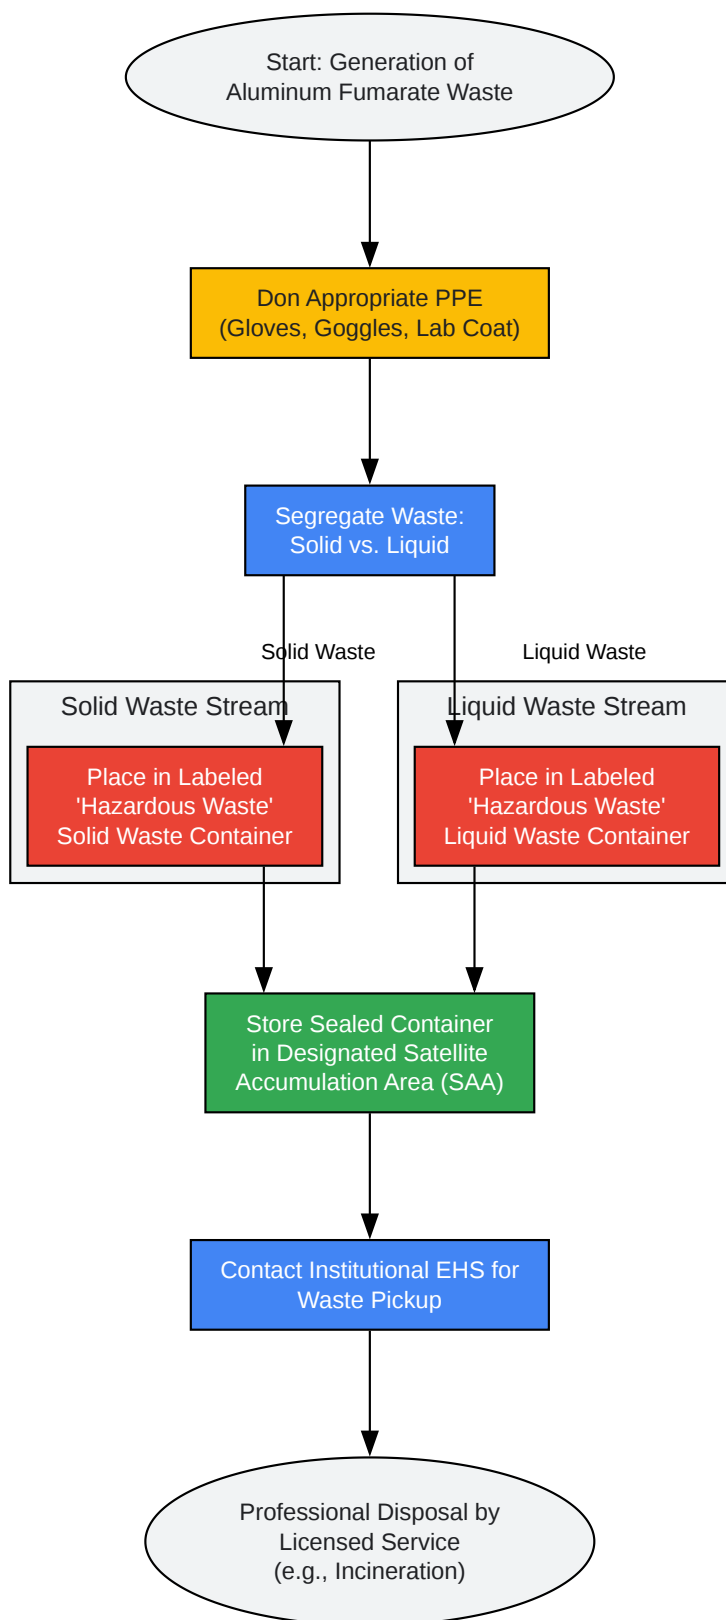 Start: Generation of
Aluminum Fumarate Waste
Don Appropriate PPE
(Gloves, Goggles, Lab Coat)
Segregate Waste:
Solid vs. Liquid
Solid Waste
Liquid Waste
Solid Waste Stream
Place in Labeled
'Hazardous Waste'
Solid Waste Container
Liquid Waste Stream
Place in Labeled
'Hazardous Waste'
Liquid Waste Container
Store Sealed Container
in Designated Satellite
Accumulation Area (SAA)
Contact Institutional EHS for
Waste Pickup
Professional Disposal by
Licensed Service
(e.g., Incineration)